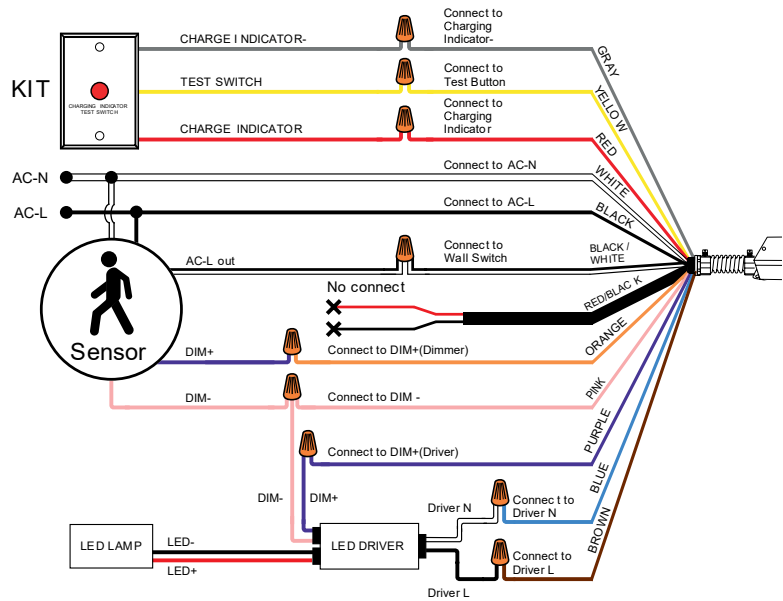 KIT
CHARGING INDICATOR
TEST SWITCH
CHARGE INDICATOR-
Connect to
Charging
Indicator-
GRAY
TEST SWITCH
Connect to
Test Button
YELLOW
CHARGE INDICATOR
Connect to
Charging
Indicator
RED
AC-N
Connect to AC-N
WHITE
AC-L
Connect to AC-L
BLACK
AC-L out
Connect to
Wall Switch
BLACK/
WHITE
No connect
RED/BLACK
Sensor
DIM+
Connect to DIM+(Dimmer)
ORANGE
DIM-
Connect to DIM -
PINK
Connect to DIM+(Driver)
PURPLE
DIM-
DIM+
Driver N
Connect to
Driver N
BLUE
LED LAMP
LED-
LED+
LED DRIVER
Driver L
Connect to
Driver L
BROWN